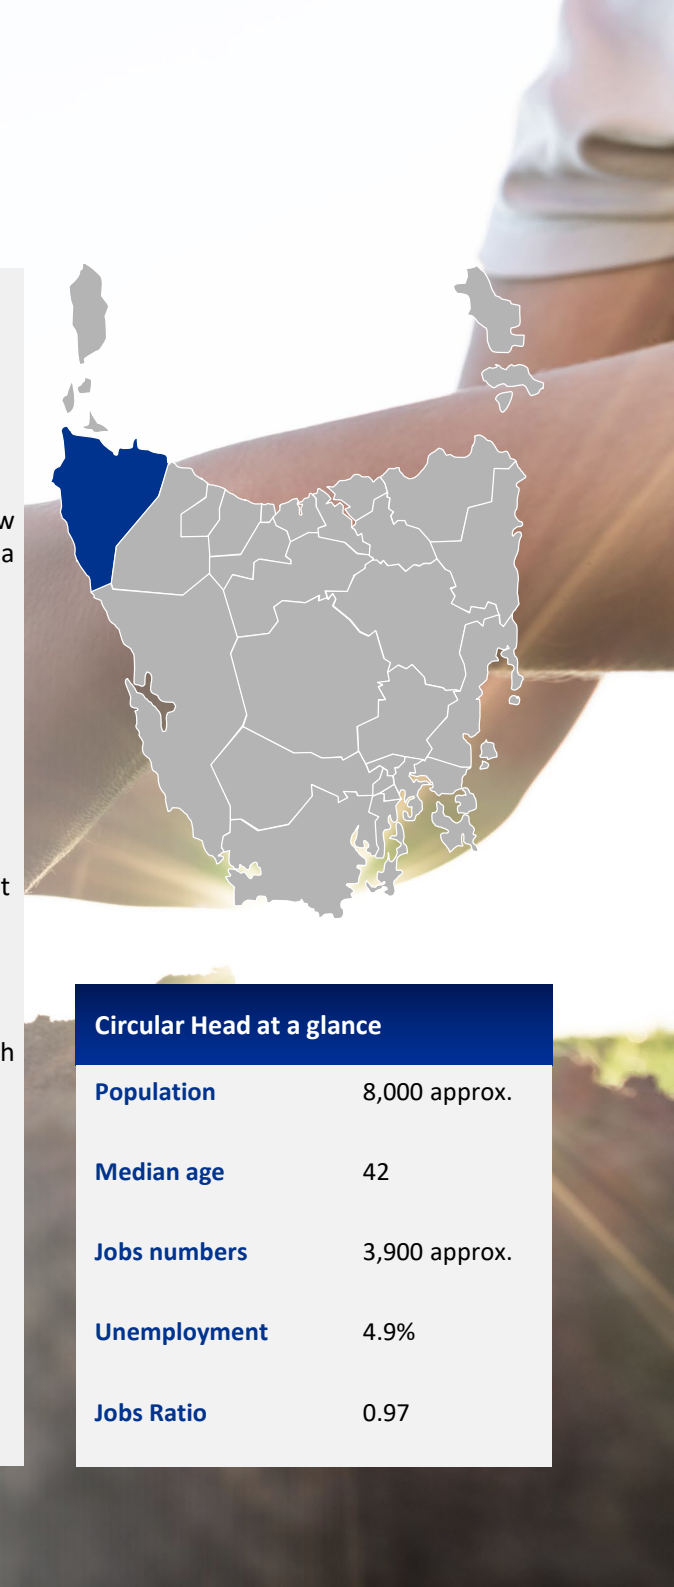 w
a
t
h
Circular Head at a glance
Population 8,000 approx.
Median age 42
Jobs numbers 3,900 approx.
Unemployment 4.9%
Jobs Ratio 0.97